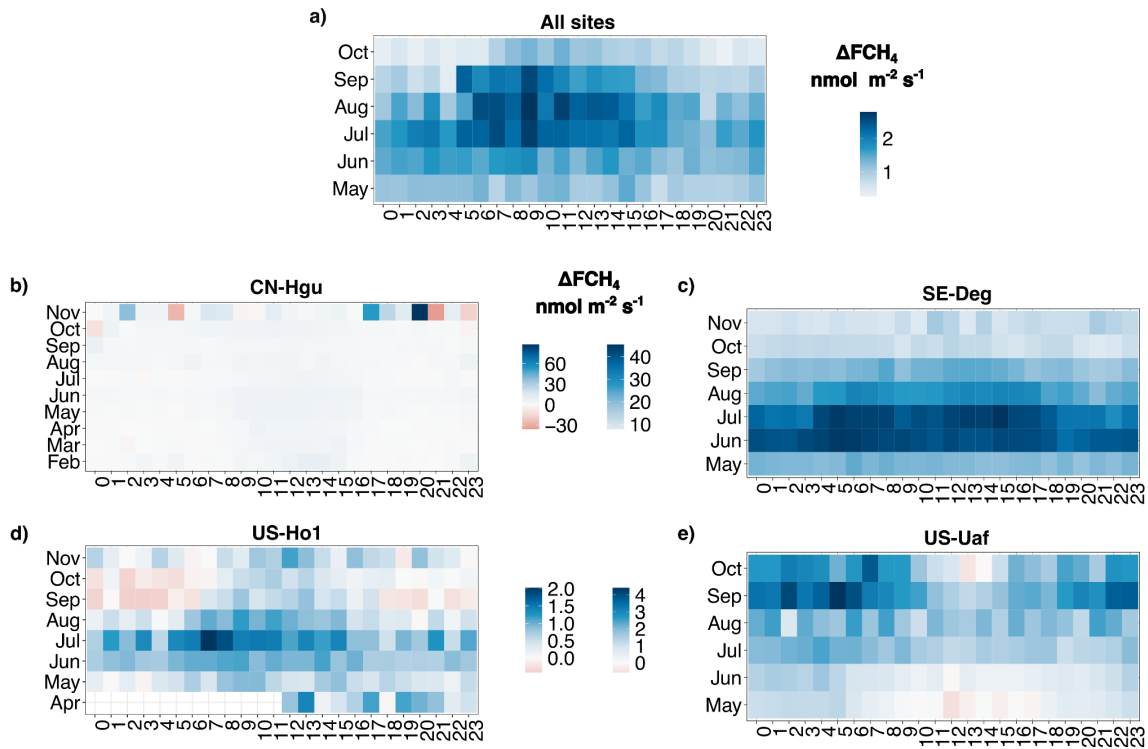 a)
All sites
Oct
Sep
Aug
Jul
Jun
May
0 1 2 3 4 5 6 7 8 9 10 11 12 13 14 15 16 17 18 19 20 21 22 23
ΔFCH₄
nmol m⁻² s⁻¹
2
1
b)
CN-Hgu
Nov
Oct
Sep
Aug
Jul
Jun
May
Apr
Mar
Feb
0 1 2 3 4 5 6 7 8 9 10 11 12 13 14 15 16 17 18 19 20 21 22 23
ΔFCH₄
nmol m⁻² s⁻¹
60
30
0
−30
40
30
20
10
c)
SE-Deg
Nov
Oct
Sep
Aug
Jul
Jun
May
0 1 2 3 4 5 6 7 8 9 10 11 12 13 14 15 16 17 18 19 20 21 22 23
d)
US-Ho1
Nov
Oct
Sep
Aug
Jul
Jun
May
Apr
0 1 2 3 4 5 6 7 8 9 10 11 12 13 14 15 16 17 18 19 20 21 22 23
2.0
1.5
1.0
0.5
0.0
4
3
2
1
0
e)
US-Uaf
Oct
Sep
Aug
Jul
Jun
May
0 1 2 3 4 5 6 7 8 9 10 11 12 13 14 15 16 17 18 19 20 21 22 23